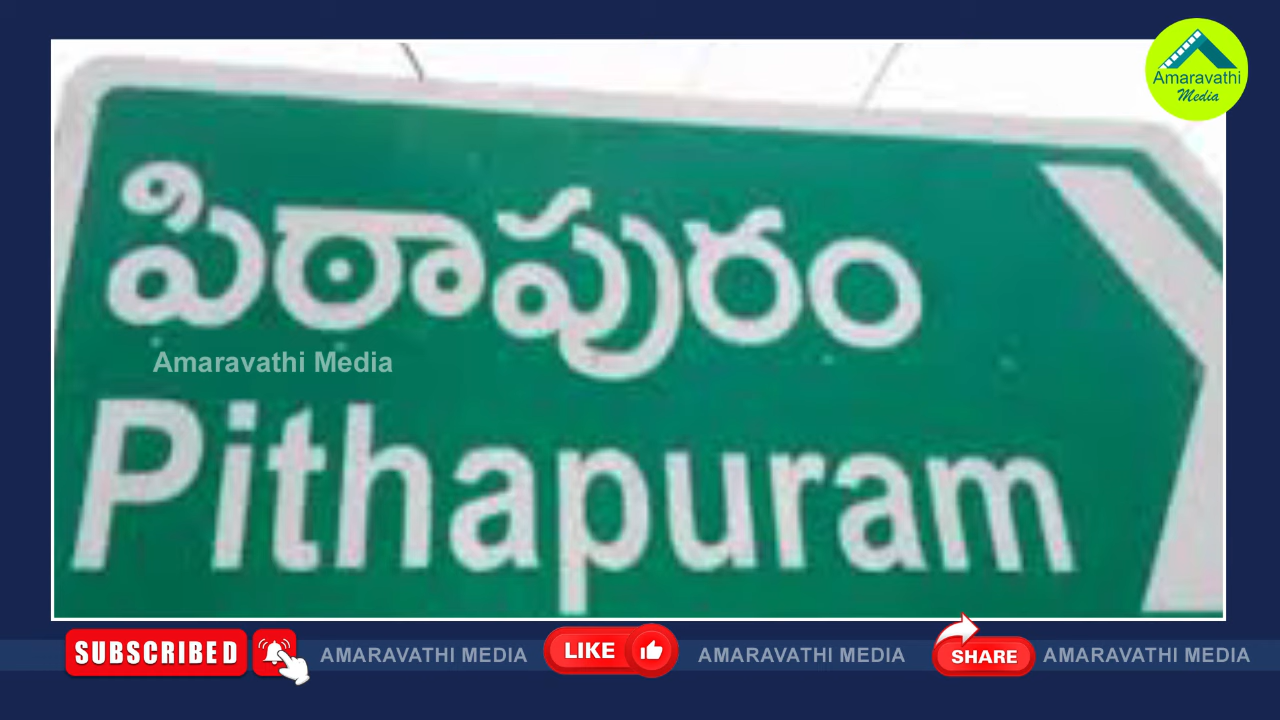 Amaravathi
Media
పిఠాపురం
Amaravathi Media
Pithapuram
SUBSCRIBED AMARAVATHI MEDIA LIKE AMARAVATHI MEDIA SHARE AMARAVATHI MEDIA